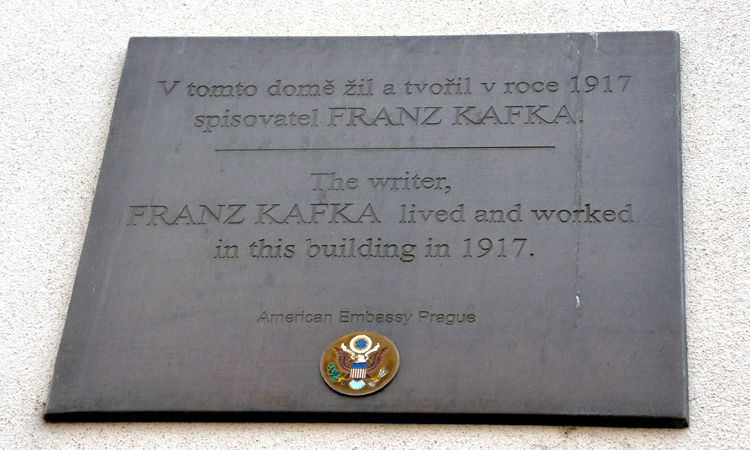 V tomto domě žil a tvořil v roce 1917
spisovatel FRANZ KAFKA.
The writer,
FRANZ KAFKA lived and worked
in this building in 1917.
American Embassy Prague